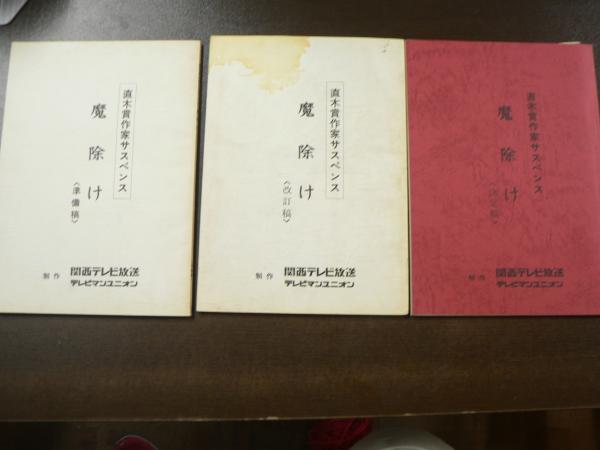 直木賞作家サスペンス
魔除け
〈準備稿〉
制作
関西テレビ放送
テレビマンユニオン
直木賞作家サスペンス
魔除け
〈改訂稿〉
制作
関西テレビ放送
テレビマンユニオン
直木賞作家サスペンス
魔除け
〈決定稿〉
制作
関西テレビ放送
テレビマンユニオン